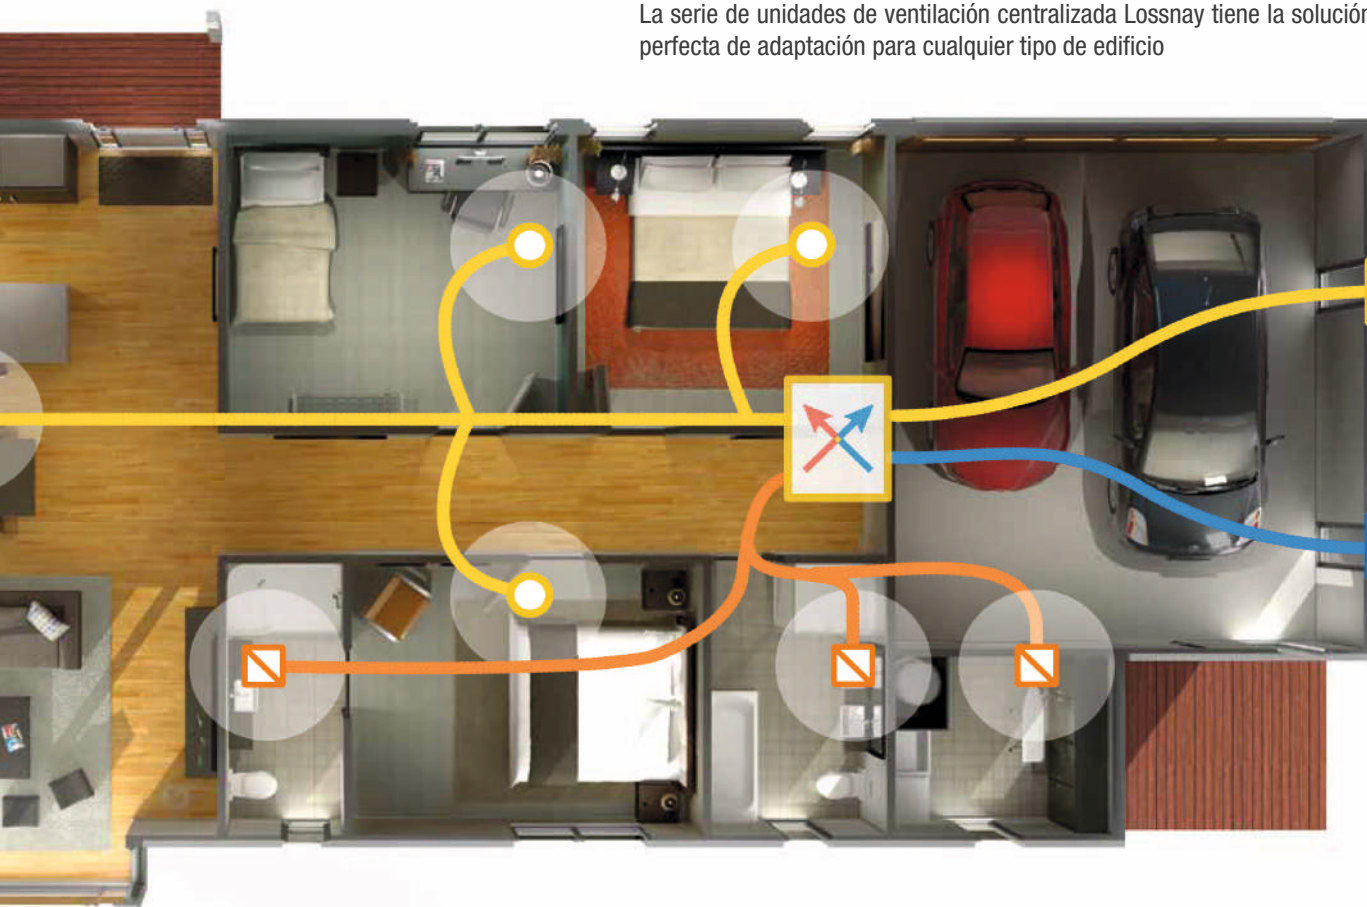 La serie de unidades de ventilación centralizada Lossnay tiene la solución
perfecta de adaptación para cualquier tipo de edificio